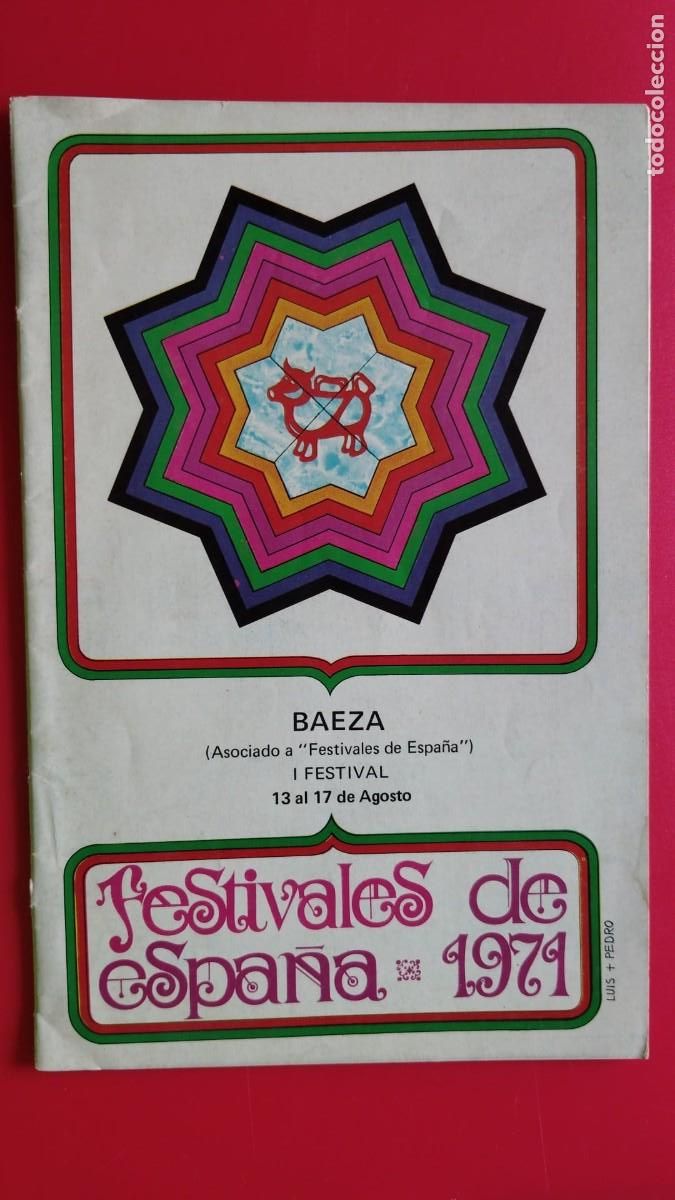 todocoleccion
BAEZA
(Asociado a "Festivales de España")
I FESTIVAL
13 al 17 de Agosto
Festivales de
españa 1971
LUIS + PEDRO